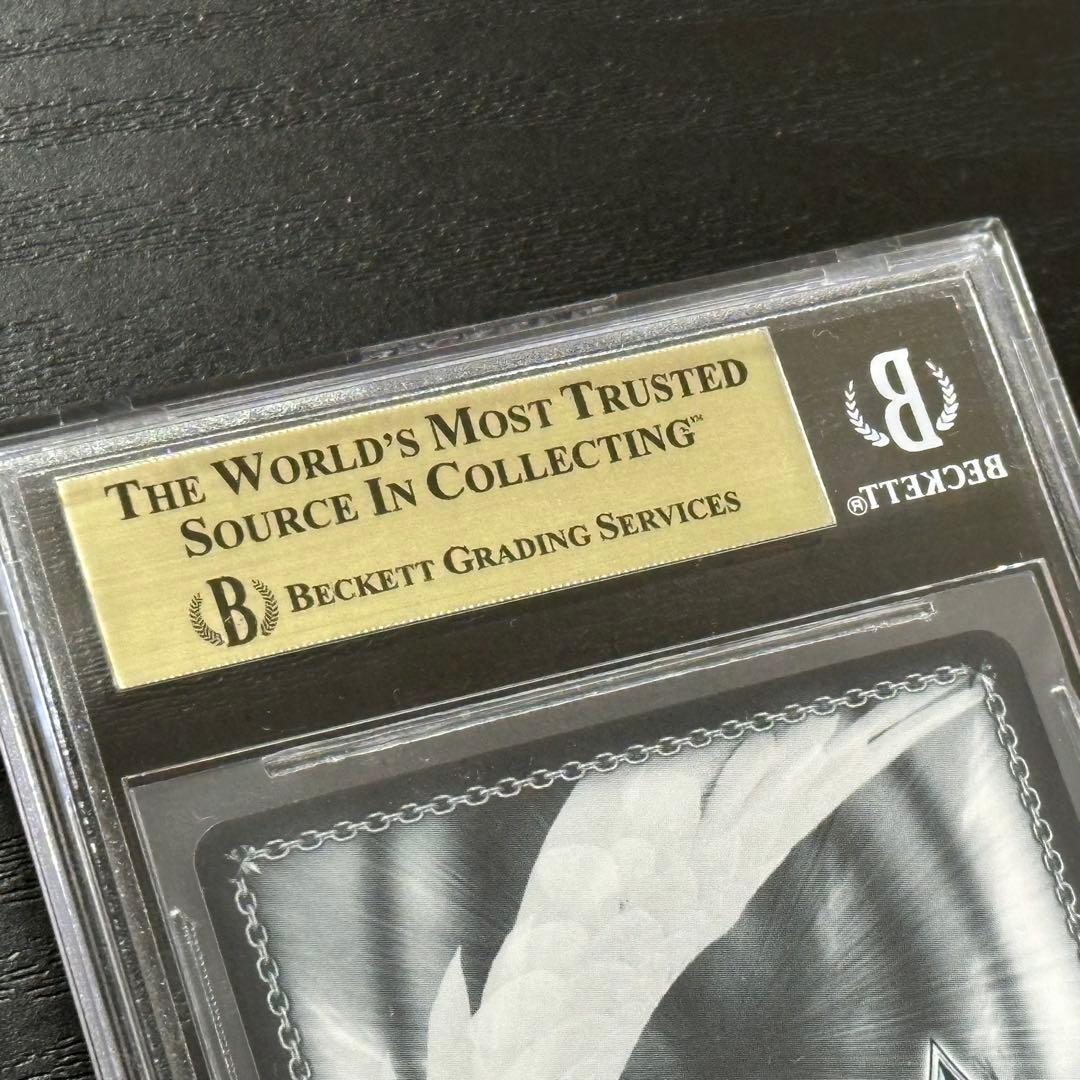 THE WORLD'S MOST TRUSTED
SOURCE IN COLLECTING™
B BECKETT GRADING SERVICES
B
BECKETT®